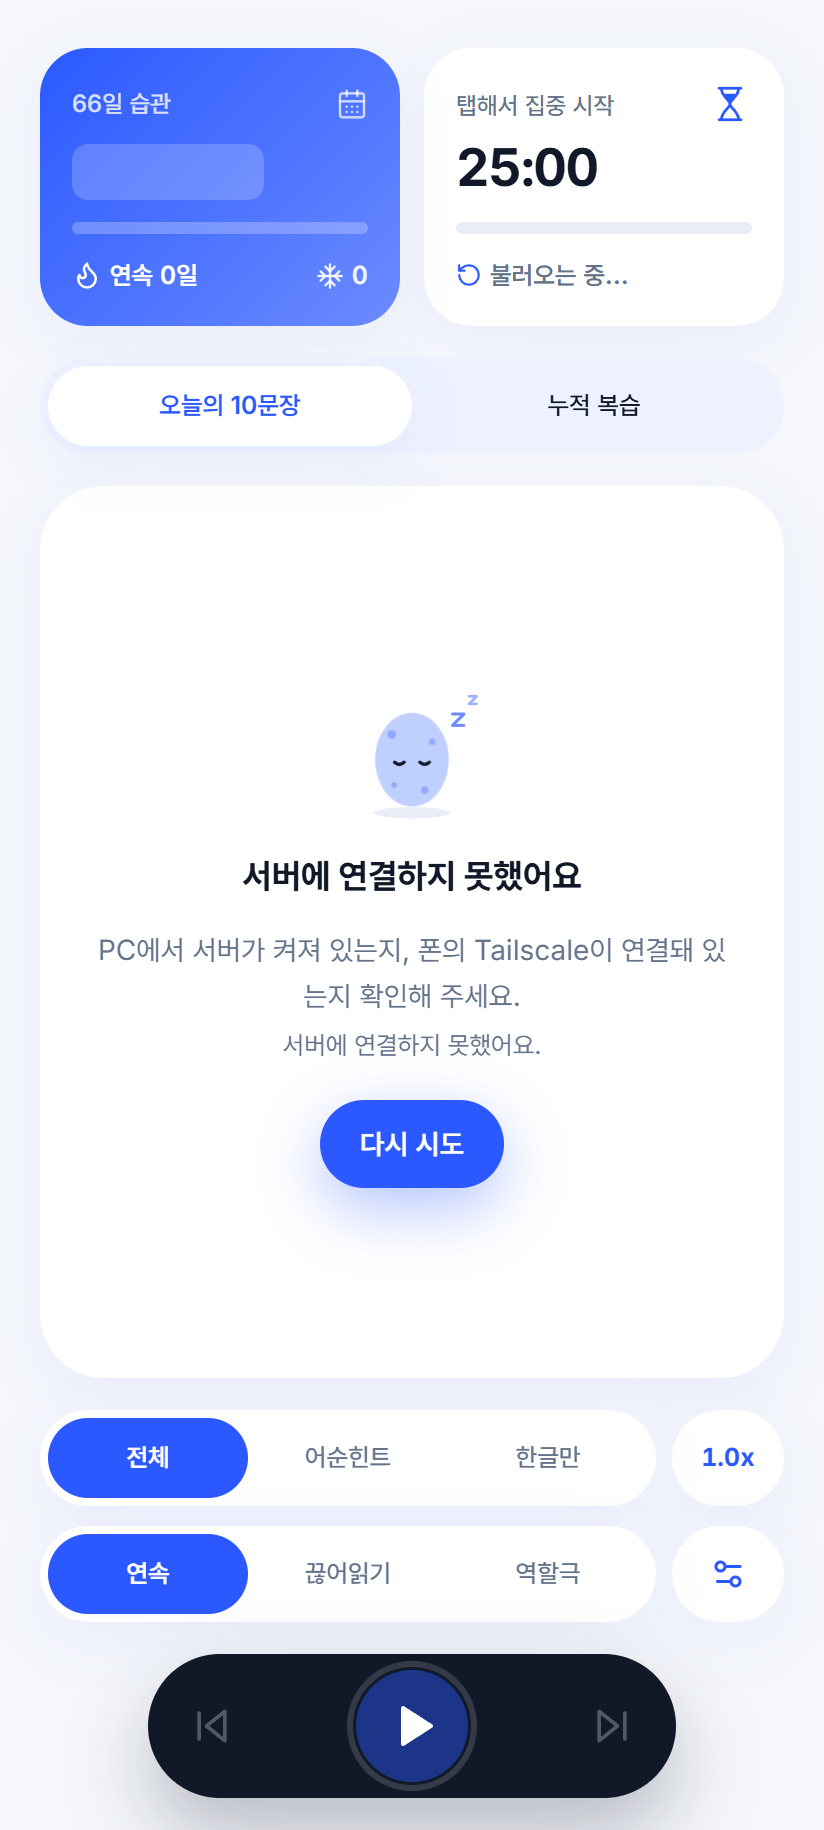 66일 습관
연속 0일
0
탭해서 집중 시작
25:00
불러오는 중...
오늘의 10문장
누적 복습
z
z
서버에 연결하지 못했어요
PC에서 서버가 켜져 있는지, 폰의 Tailscale이 연결돼 있
는지 확인해 주세요.
서버에 연결하지 못했어요.
다시 시도
전체
어순힌트
한글만
1.0x
연속
끊어읽기
역할극